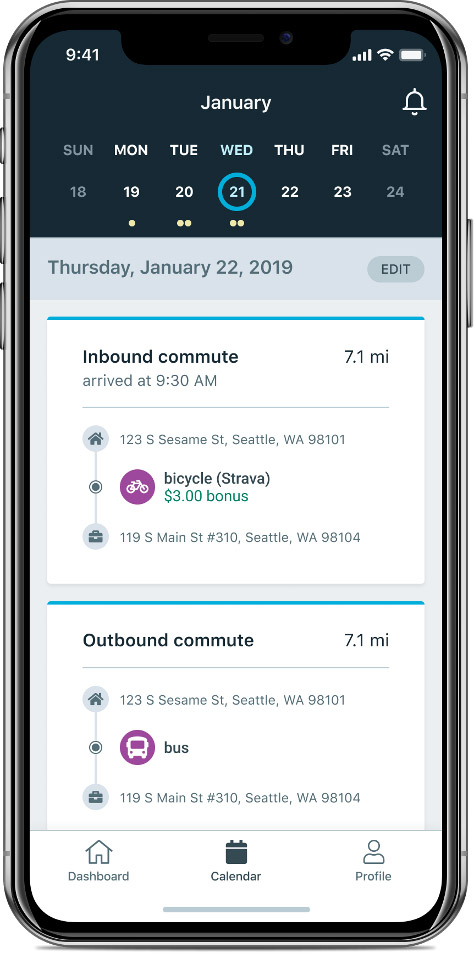 9:41
January
SUN MON TUE WED THU FRI SAT
18 19 20 21 22 23 24
Thursday, January 22, 2019 EDIT
Inbound commute 7.1 mi
arrived at 9:30 AM
123 S Sesame St, Seattle, WA 98101
bicycle (Strava)
$3.00 bonus
119 S Main St #310, Seattle, WA 98104
Outbound commute 7.1 mi
123 S Sesame St, Seattle, WA 98101
bus
119 S Main St #310, Seattle, WA 98104
Dashboard Calendar Profile